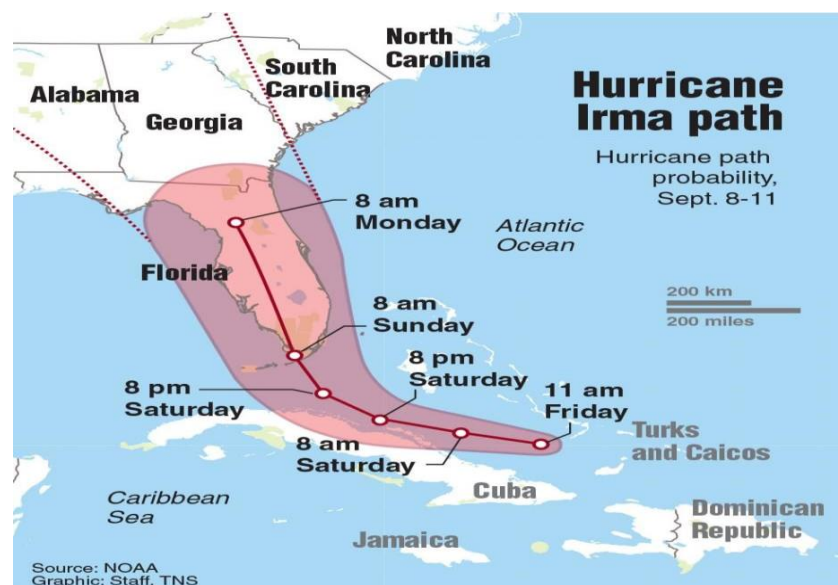 Hurricane
Irma path
Hurricane path
probability,
Sept. 8-11
North
Carolina
South
Carolina
Alabama
Georgia
8 am
Monday
Atlantic
Ocean
Florida
200 km
200 miles
8 am
Sunday
8 pm
Saturday
8 pm
Saturday
11 am
Friday
8 am
Saturday
Turks
and Caicos
Cuba
Caribbean
Sea
Dominican
Republic
Jamaica
Source: NOAA
Graphic: Staff, TNS